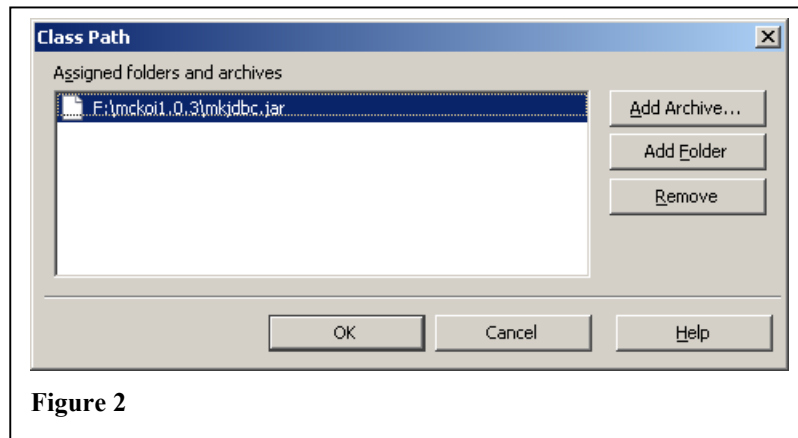 Class Path
Assigned folders and archives
F:\mckoi1.0.3\mkjdbc.jar
Add Archive...
Add Folder
Remove
OK
Cancel
Help
Figure 2